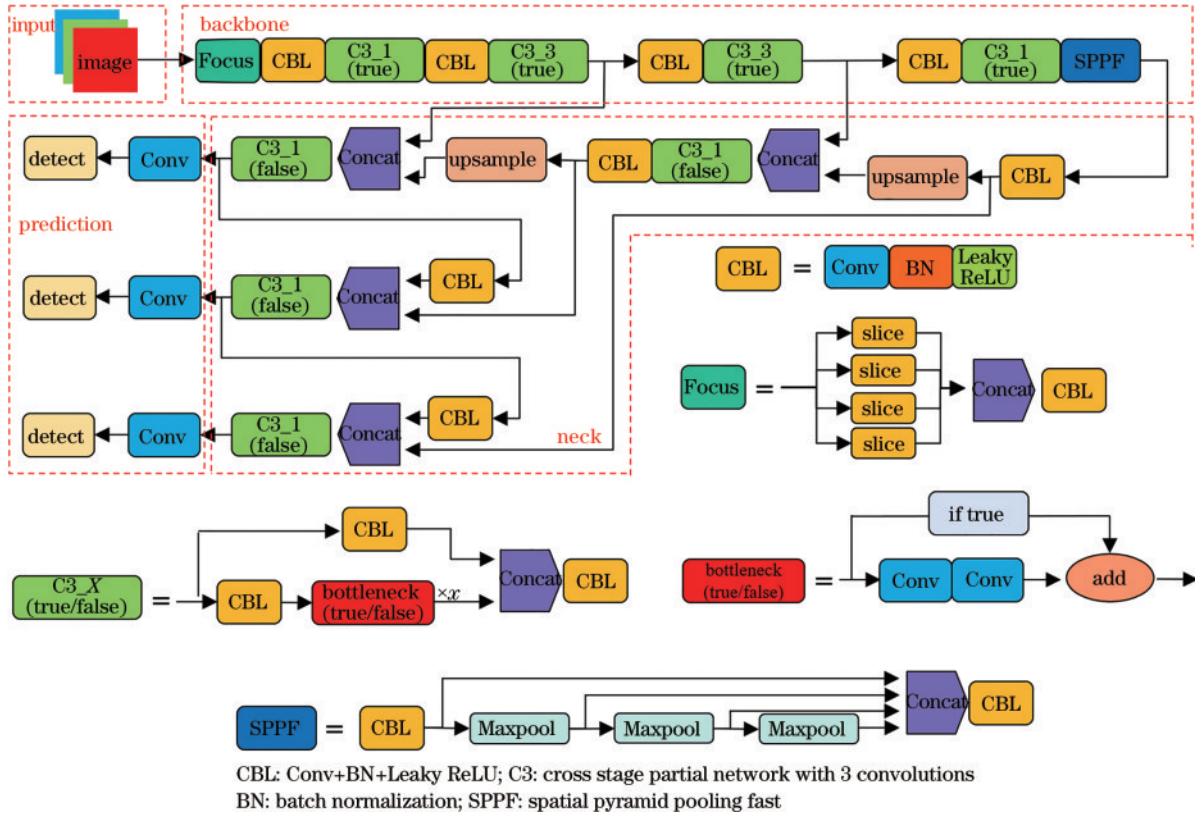 input
image
backbone
Focus
CBL
C3_1
(true)
CBL
C3_3
(true)
CBL
C3_3
(true)
CBL
C3_1
(true)
SPPF
detect
Conv
C3_1
(false)
Concat
upsample
CBL
C3_1
(false)
Concat
upsample
CBL
prediction
detect
Conv
C3_1
(false)
Concat
CBL
detect
Conv
C3_1
(false)
Concat
CBL
neck
CBL
=
Conv
BN
Leaky
ReLU
Focus
=
slice
slice
slice
slice
Concat
CBL
C3_X
(true/false)
=
CBL
CBL
bottleneck
(true/false)
×x
Concat
CBL
bottleneck
(true/false)
=
if true
Conv
Conv
add
SPPF
=
CBL
Maxpool
Maxpool
Maxpool
Concat
CBL
CBL: Conv+BN+Leaky ReLU; C3: cross stage partial network with 3 convolutions
BN: batch normalization; SPPF: spatial pyramid pooling fast